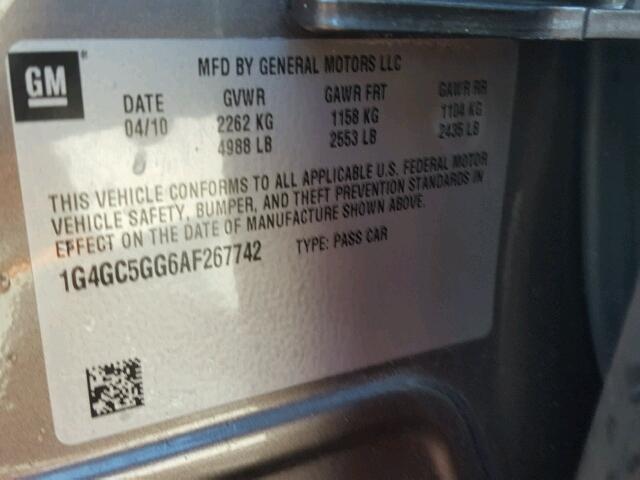 GM
MFD BY GENERAL MOTORS LLC
DATE GVWR GAWR FRT GAWR RR
04/10 2262 KG 1158 KG 1104 KG
4988 LB 2553 LB 2435 LB
THIS VEHICLE CONFORMS TO ALL APPLICABLE U.S. FEDERAL MOTOR
VEHICLE SAFETY, BUMPER, AND THEFT PREVENTION STANDARDS IN
EFFECT ON THE DATE OF MANUFACTURE SHOWN ABOVE.
1G4GC5GG6AF267742 TYPE: PASS CAR